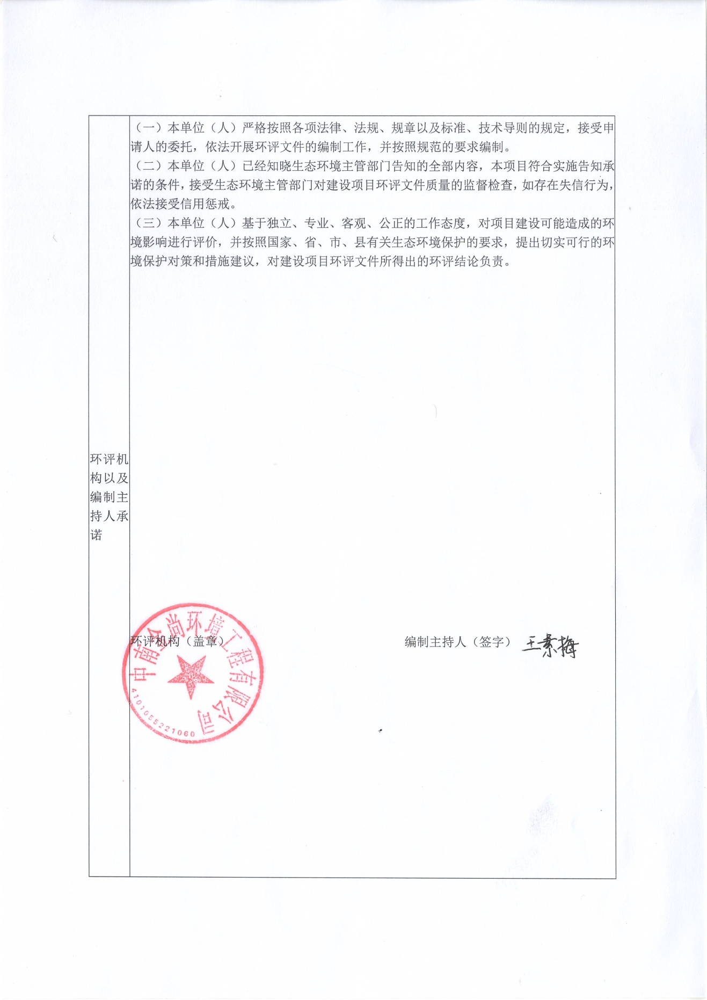 （一）本单位（人）严格按照各项法律、法规、规章以及标准、技术导则的规定，接受申
请人的委托，依法开展环评文件的编制工作，并按照规范的要求编制。
（二）本单位（人）已经知晓生态环境主管部门告知的全部内容，本项目符合实施告知承
诺的条件，接受生态环境主管部门对建设项目环评文件质量的监督检查，如存在失信行为，
依法接受信用惩戒。
（三）本单位（人）基于独立、专业、客观、公正的工作态度，对项目建设可能造成的环
境影响进行评价，并按照国家、省、市、县有关生态环境保护的要求，提出切实可行的环
境保护对策和措施建议，对建设项目环评文件所得出的环评结论负责。
环评机
构以及
编制主
持人承
诺
环评机构（盖章）
编制主持人（签字） 王素梅
中南金尚环境工程有限公司
4101055221060